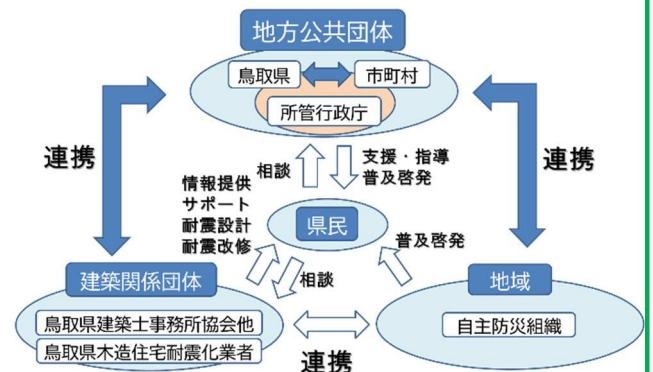 地方公共団体
鳥取県
市町村
所管行政庁
連携
連携
相談
支援・指導
普及啓発
情報提供
サポート
耐震設計
耐震改修
県民
普及啓発
相談
建築関係団体
鳥取県建築士事務所協会他
鳥取県木造住宅耐震化業者
地域
自主防災組織
連携